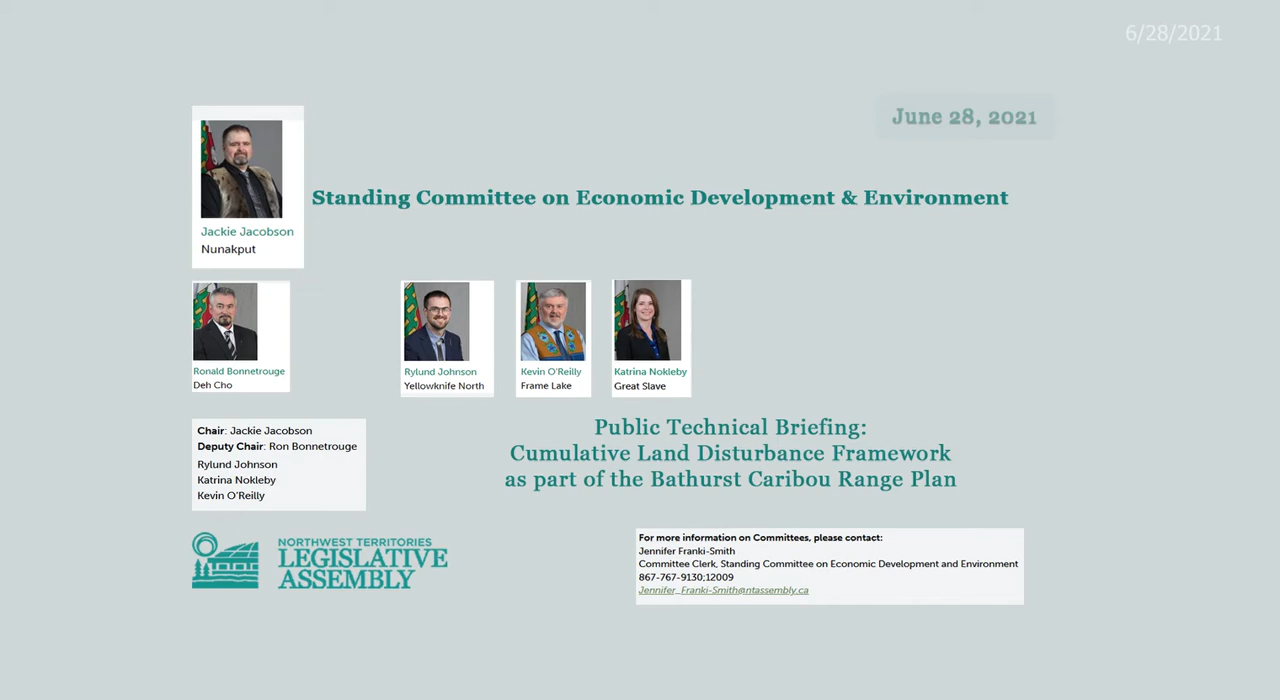 6/28/2021
June 28, 2021
Standing Committee on Economic Development & Environment
Jackie Jacobson
Nunakput
Ronald Bonnetrouge
Deh Cho
Rylund Johnson
Yellowknife North
Kevin O'Reilly
Frame Lake
Katrina Nokleby
Great Slave
Chair: Jackie Jacobson
Deputy Chair: Ron Bonnetrouge
Rylund Johnson
Katrina Nokleby
Kevin O'Reilly
Public Technical Briefing:
Cumulative Land Disturbance Framework
as part of the Bathurst Caribou Range Plan
NORTHWEST TERRITORIES
LEGISLATIVE
ASSEMBLY
For more information on Committees, please contact:
Jennifer Franki-Smith
Committee Clerk, Standing Committee on Economic Development and Environment
867-767-9130;12009
Jennifer_Franki-Smith@ntassembly.ca